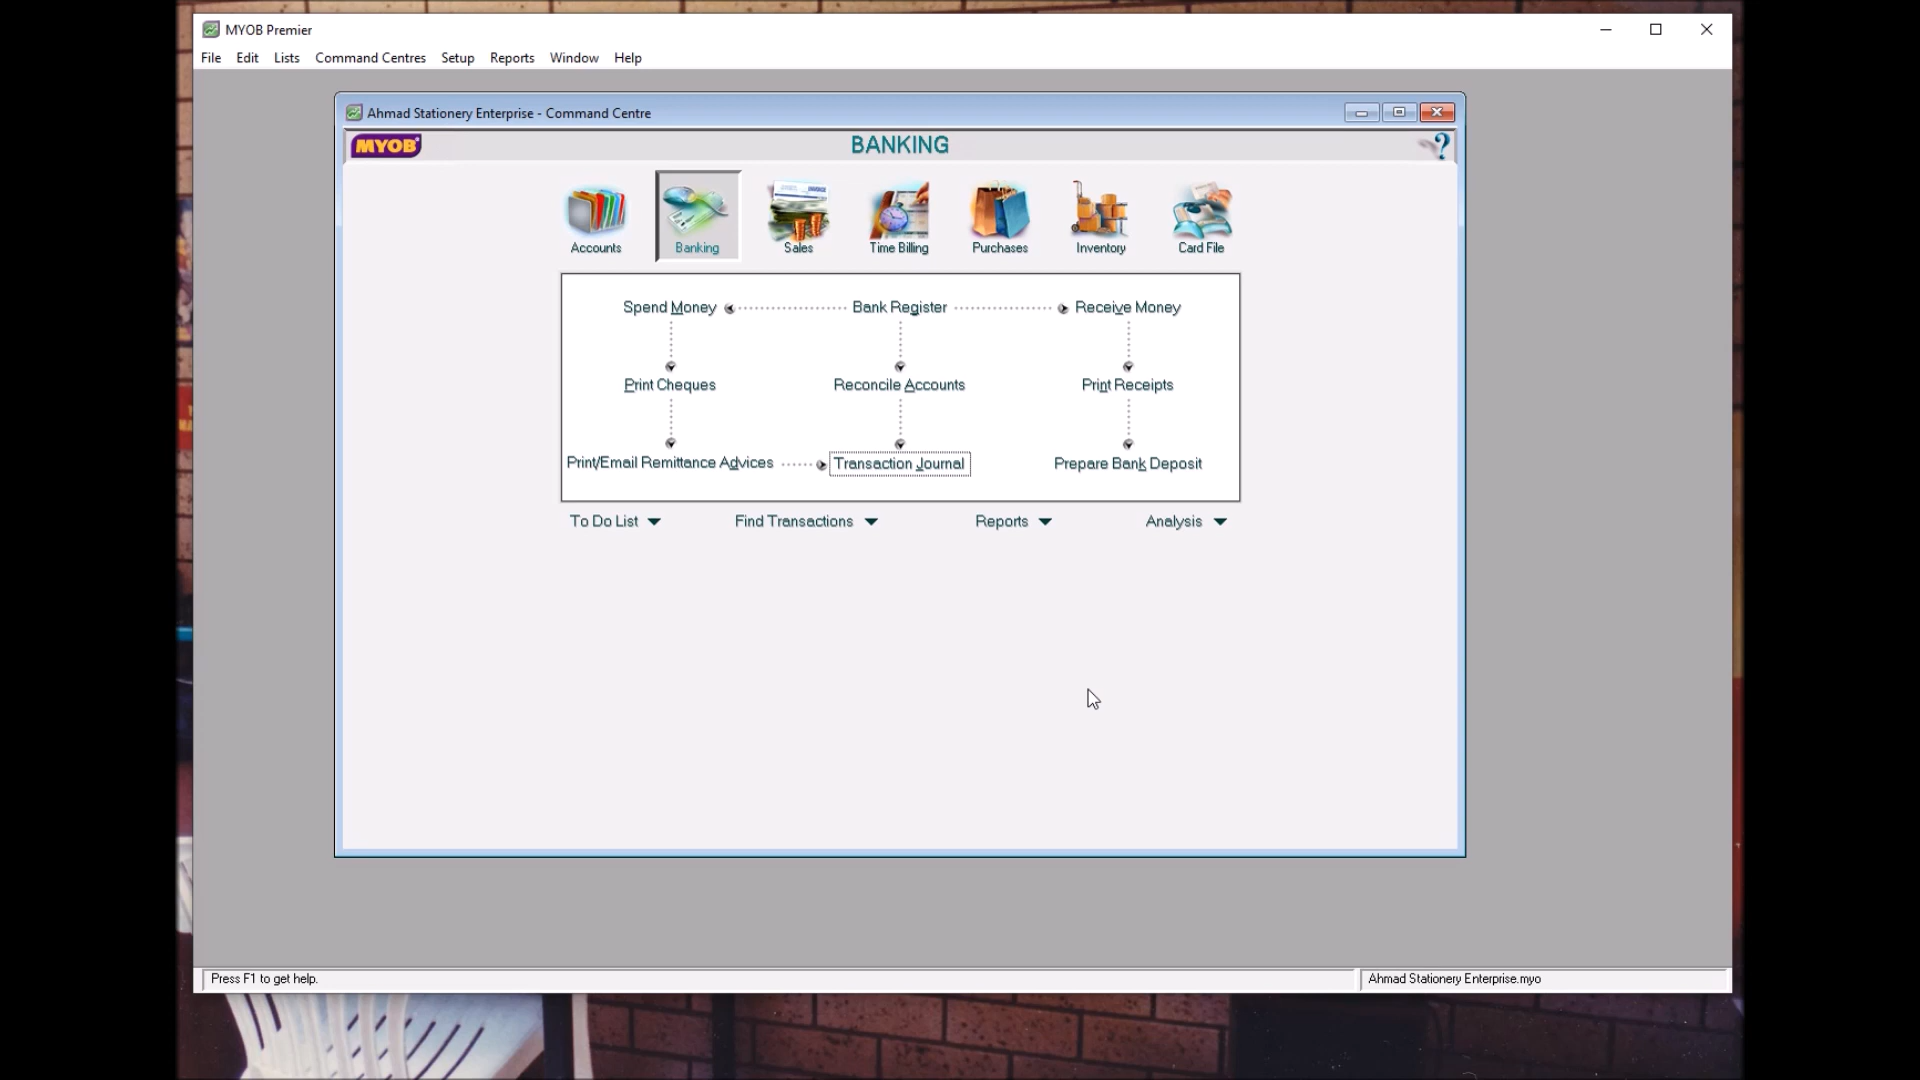 MYOB Premier
File Edit Lists Command Centres Setup Reports Window Help
Ahmad Stationery Enterprise - Command Centre
MYOB BANKING ?
Accounts Banking Sales Time Billing Purchases Inventory Card File
Spend Money Bank Register Receive Money
Print Cheques Reconcile Accounts Print Receipts
Print/Email Remittance Advices Transaction Journal Prepare Bank Deposit
To Do List Find Transactions Reports Analysis
Press F1 to get help. Ahmad Stationery Enterprise.myo